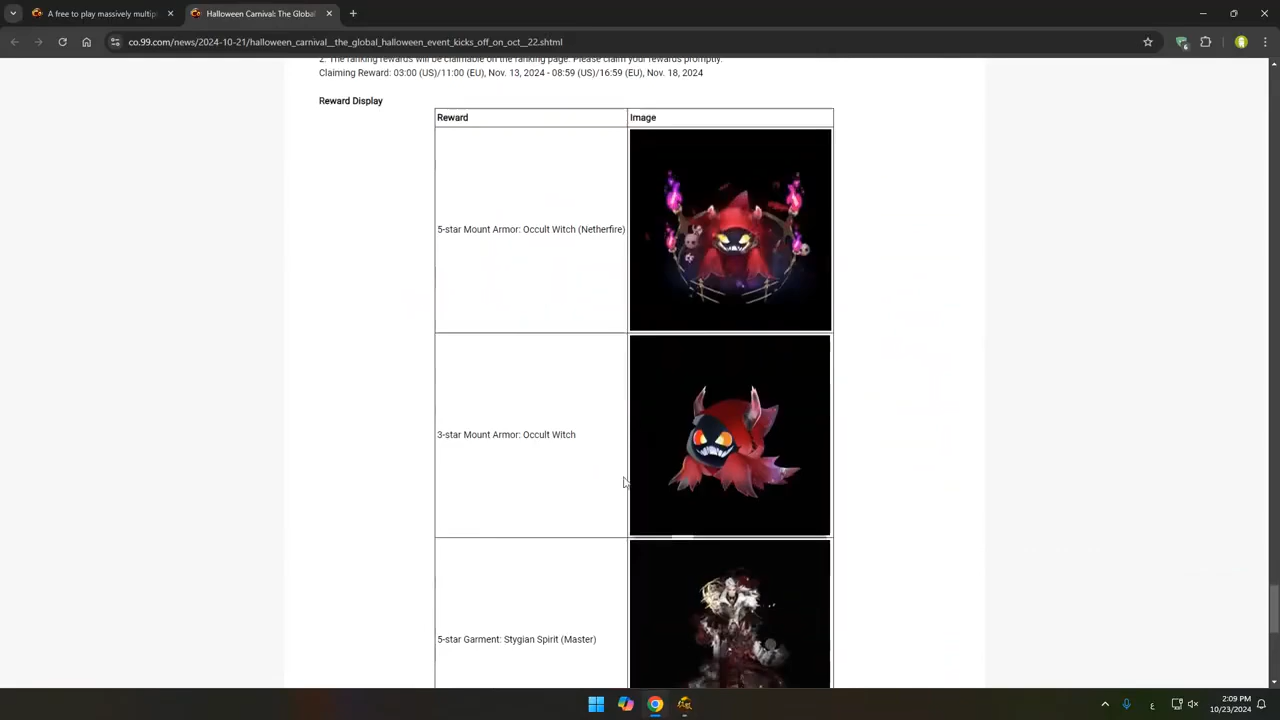 A free to play massively multip
Halloween Carnival: The Global
co.99.com/news/2024-10-21/halloween_carnival__the_global_halloween_event_kicks_off_on_oct__22.shtml
2. The ranking rewards will be claimable on the ranking page. Please claim your rewards promptly.
Claiming Reward: 03:00 (US)/11:00 (EU), Nov. 13, 2024 - 08:59 (US)/16:59 (EU), Nov. 18, 2024
Reward Display
Reward Image
5-star Mount Armor: Occult Witch (Netherfire)
3-star Mount Armor: Occult Witch
5-star Garment: Stygian Spirit (Master)
ع
2:09 PM
10/23/2024